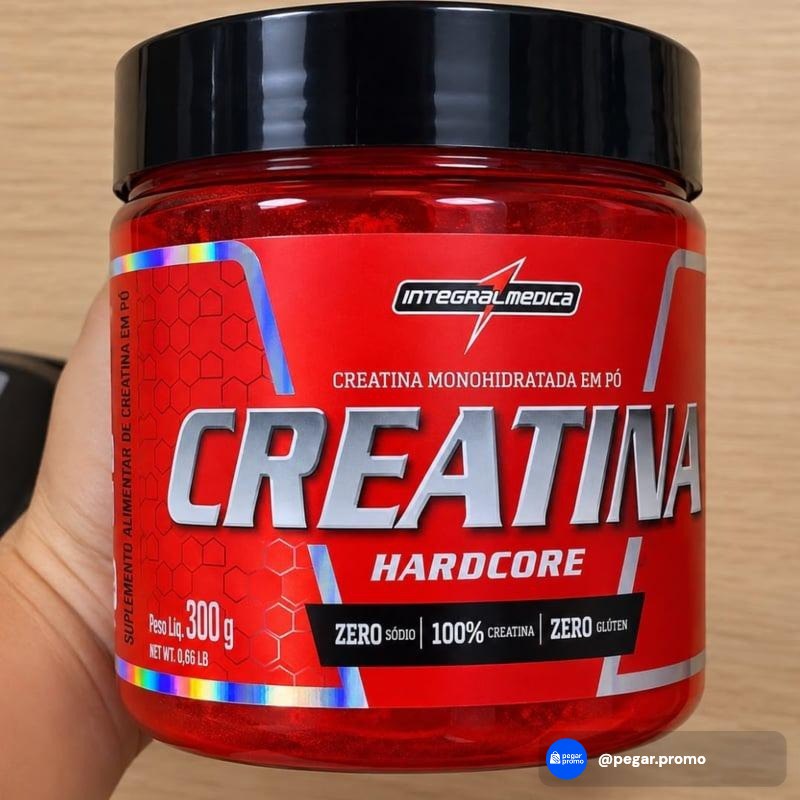 INTEGRALMEDICA
CREATINA MONOHIDRATADA EM PÓ
CREATINA
HARDCORE
ZERO SÓDIO | 100% CREATINA | ZERO GLÚTEN
SUPLEMENTO ALIMENTAR DE CREATINA EM PÓ
Peso Liq. 300 g
NET WT. 0,66 LB
pegar
promo
@pegar.promo